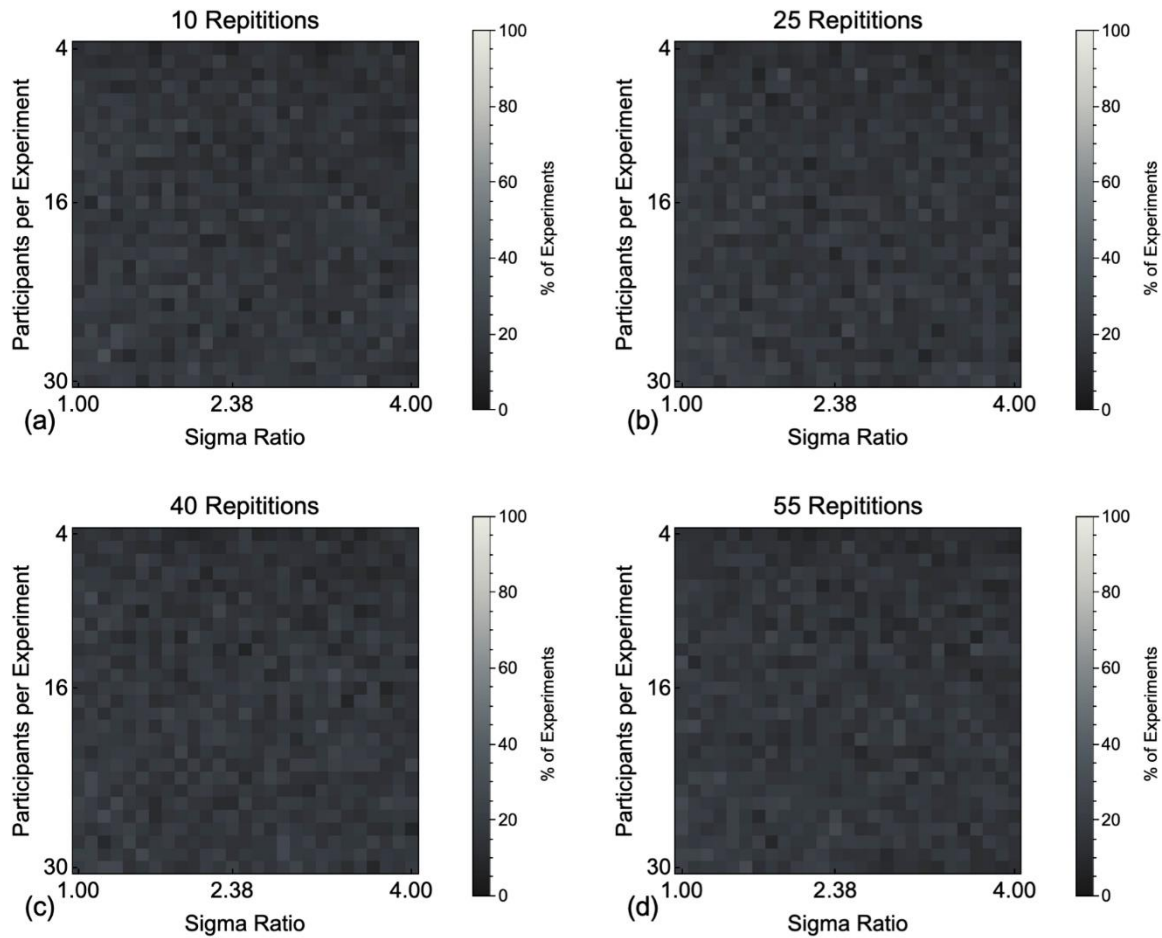 10 Repititions
4
16
30
Participants per Experiment
1.00 2.38 4.00
Sigma Ratio
(a)
100
80
60
40
20
0
% of Experiments
25 Repititions
4
16
30
Participants per Experiment
1.00 2.38 4.00
Sigma Ratio
(b)
100
80
60
40
20
0
% of Experiments
40 Repititions
4
16
30
Participants per Experiment
1.00 2.38 4.00
Sigma Ratio
(c)
100
80
60
40
20
0
% of Experiments
55 Repititions
4
16
30
Participants per Experiment
1.00 2.38 4.00
Sigma Ratio
(d)
100
80
60
40
20
0
% of Experiments